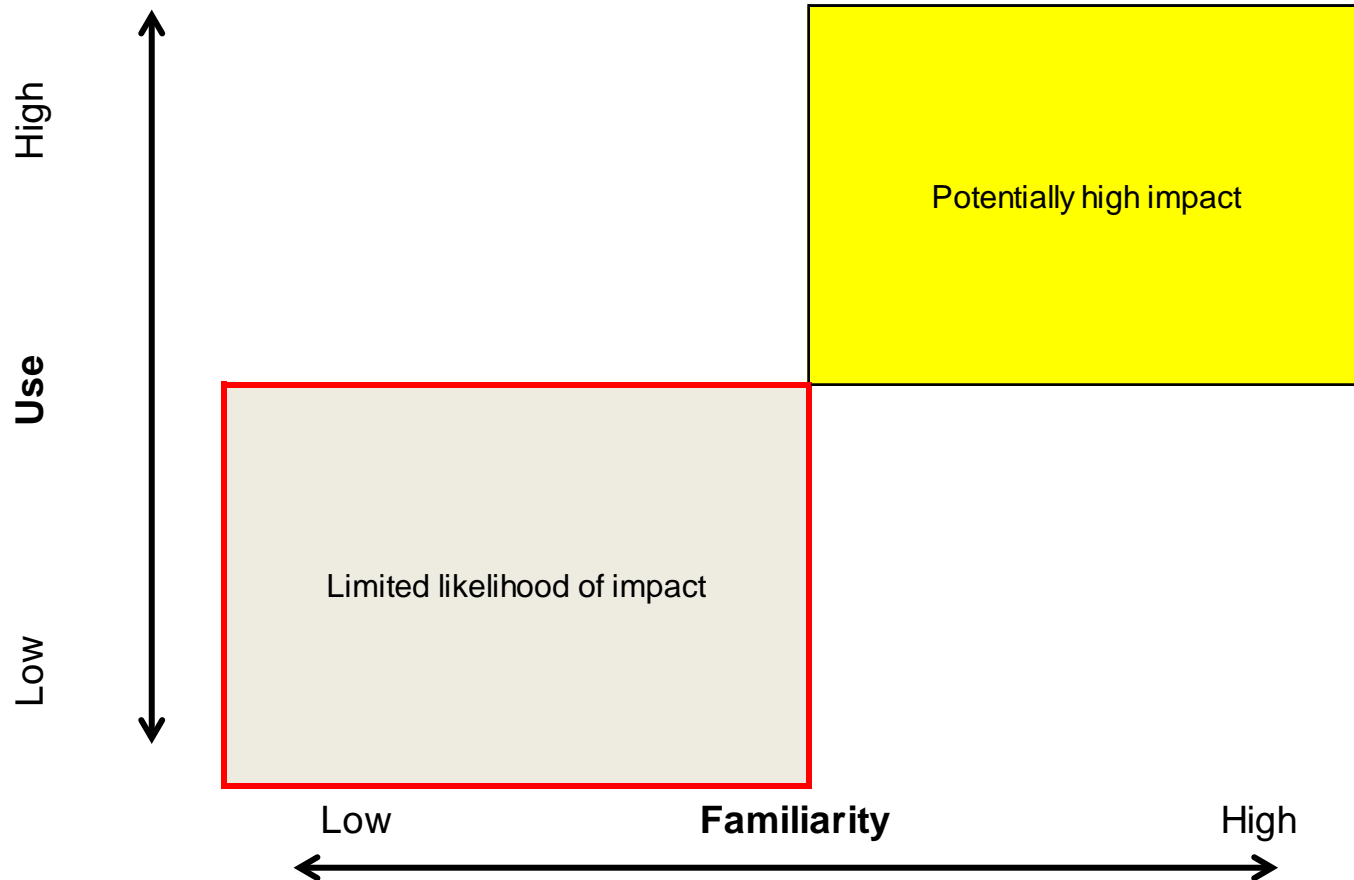 High
Potentially high impact
Use
Limited likelihood of impact
Low
Low Familiarity High